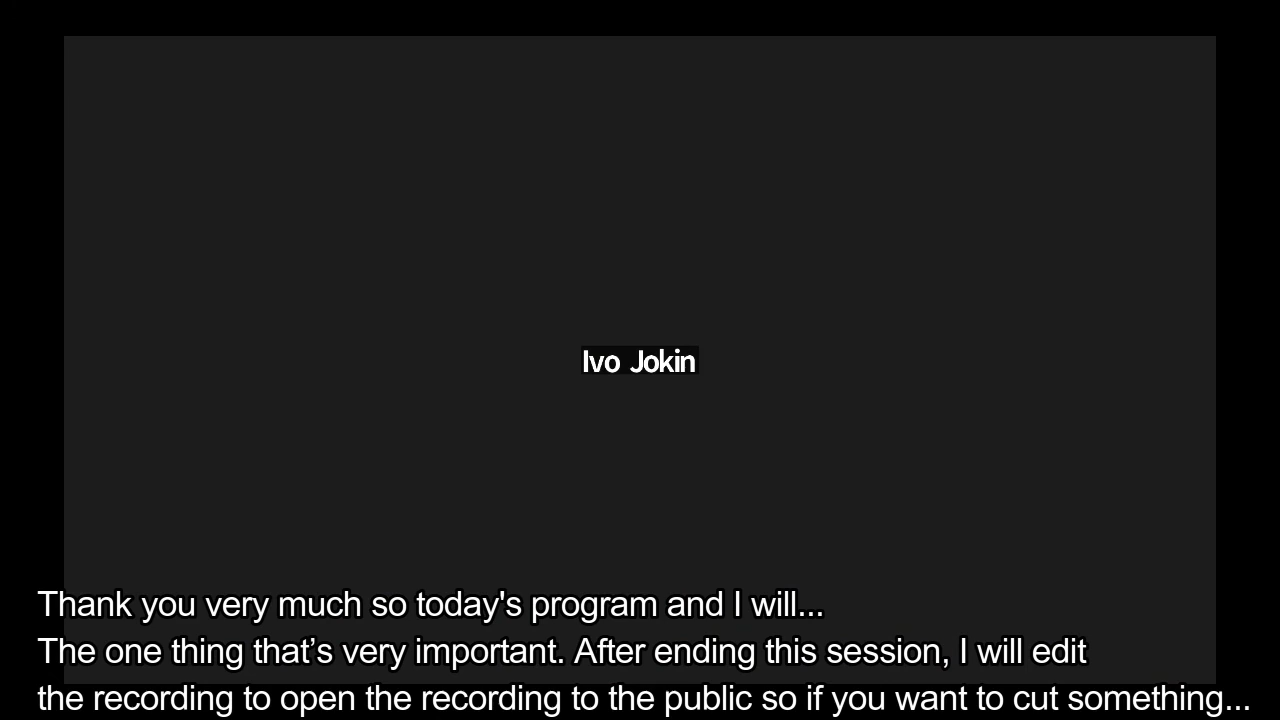 Ivo Jokin
Thank you very much so today's program and I will...
The one thing that’s very important. After ending this session, I will edit
the recording to open the recording to the public so if you want to cut something...